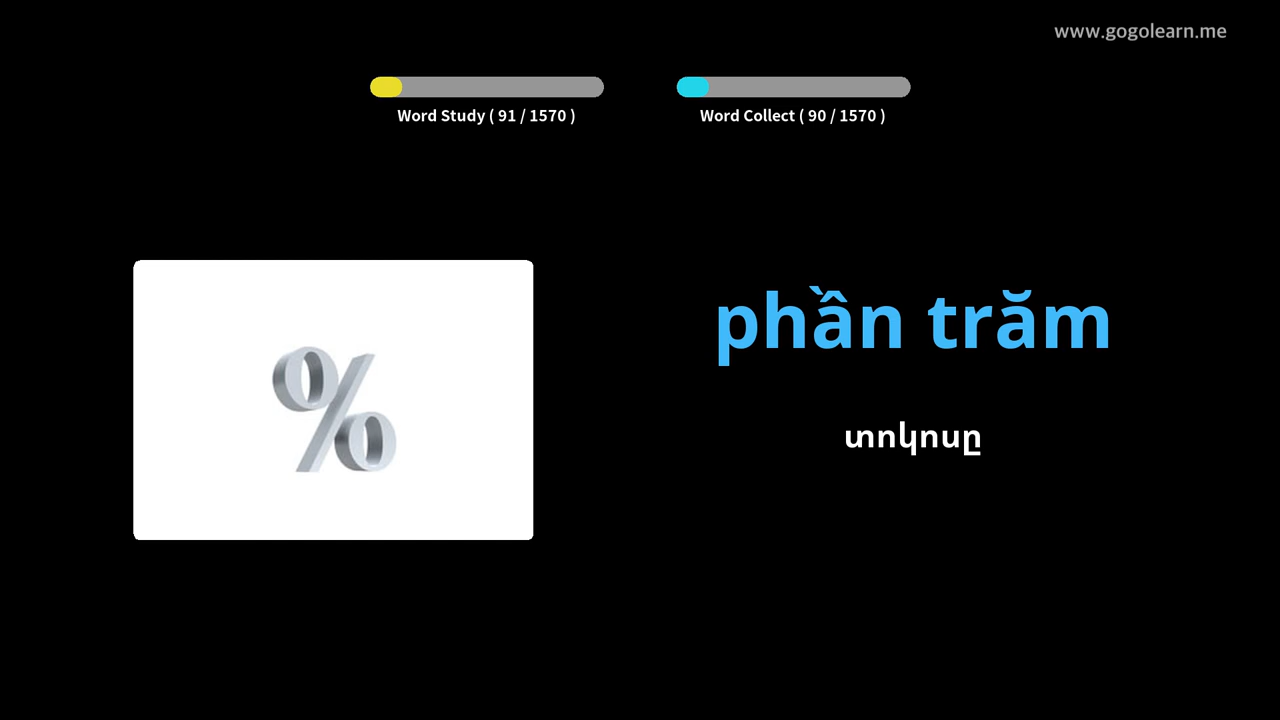 www.gogolearn.me
Word Study ( 91 / 1570 )
Word Collect ( 90 / 1570 )
%
phần trăm
տոկոսը